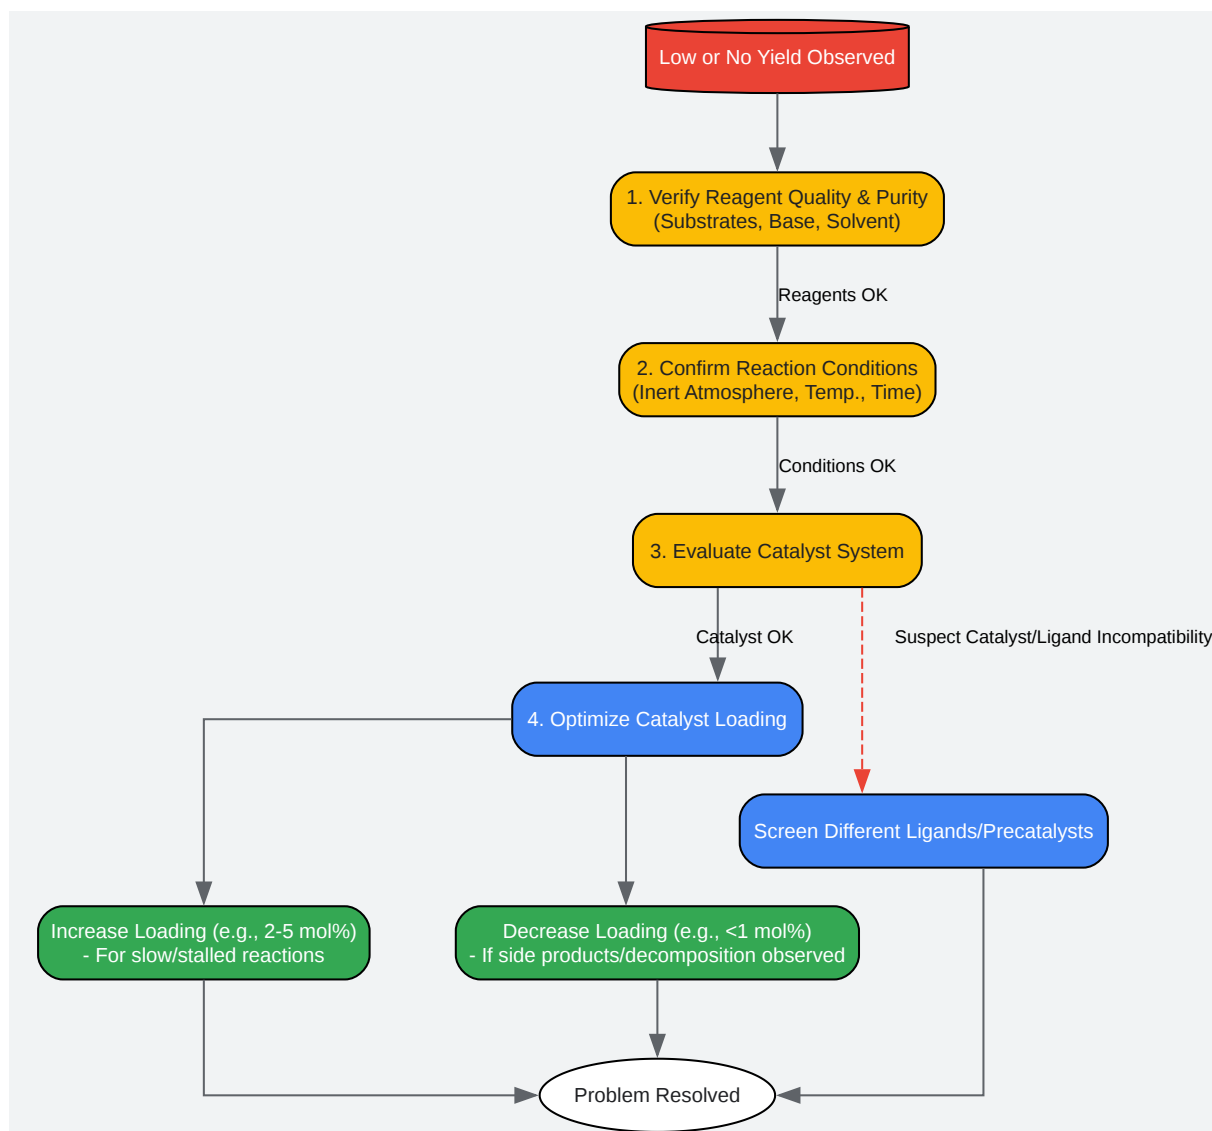 Low or No Yield Observed
1. Verify Reagent Quality & Purity
(Substrates, Base, Solvent)
Reagents OK
2. Confirm Reaction Conditions
(Inert Atmosphere, Temp., Time)
Conditions OK
3. Evaluate Catalyst System
Catalyst OK
Suspect Catalyst/Ligand Incompatibility
4. Optimize Catalyst Loading
Screen Different Ligands/Precatalysts
Increase Loading (e.g., 2-5 mol%)
- For slow/stalled reactions
Decrease Loading (e.g., <1 mol%)
- If side products/decomposition observed
Problem Resolved